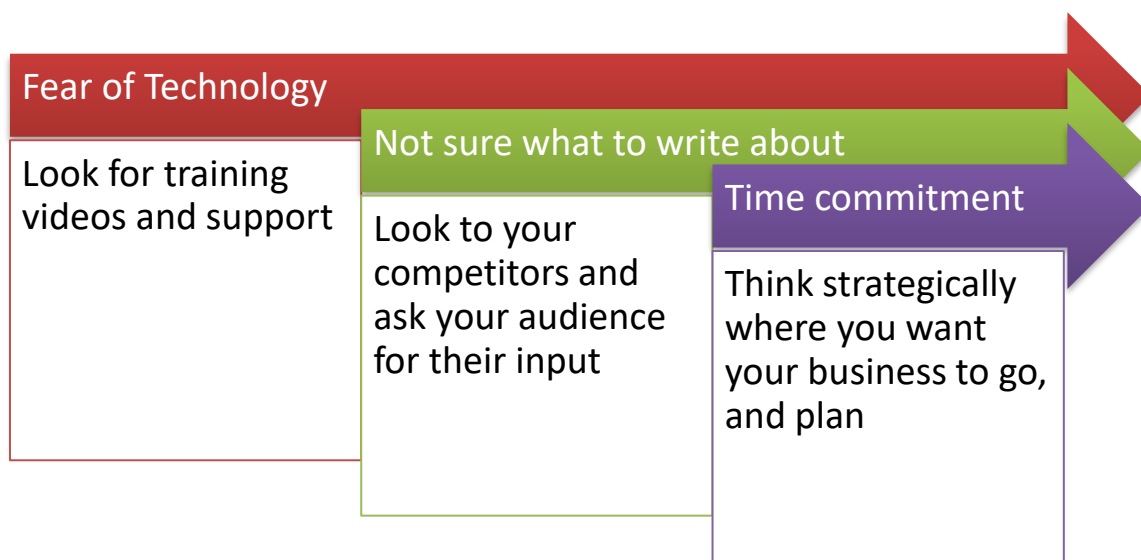 Fear of Technology
Look for training
videos and support
Not sure what to write about
Look to your
competitors and
ask your audience
for their input
Time commitment
Think strategically
where you want
your business to go,
and plan